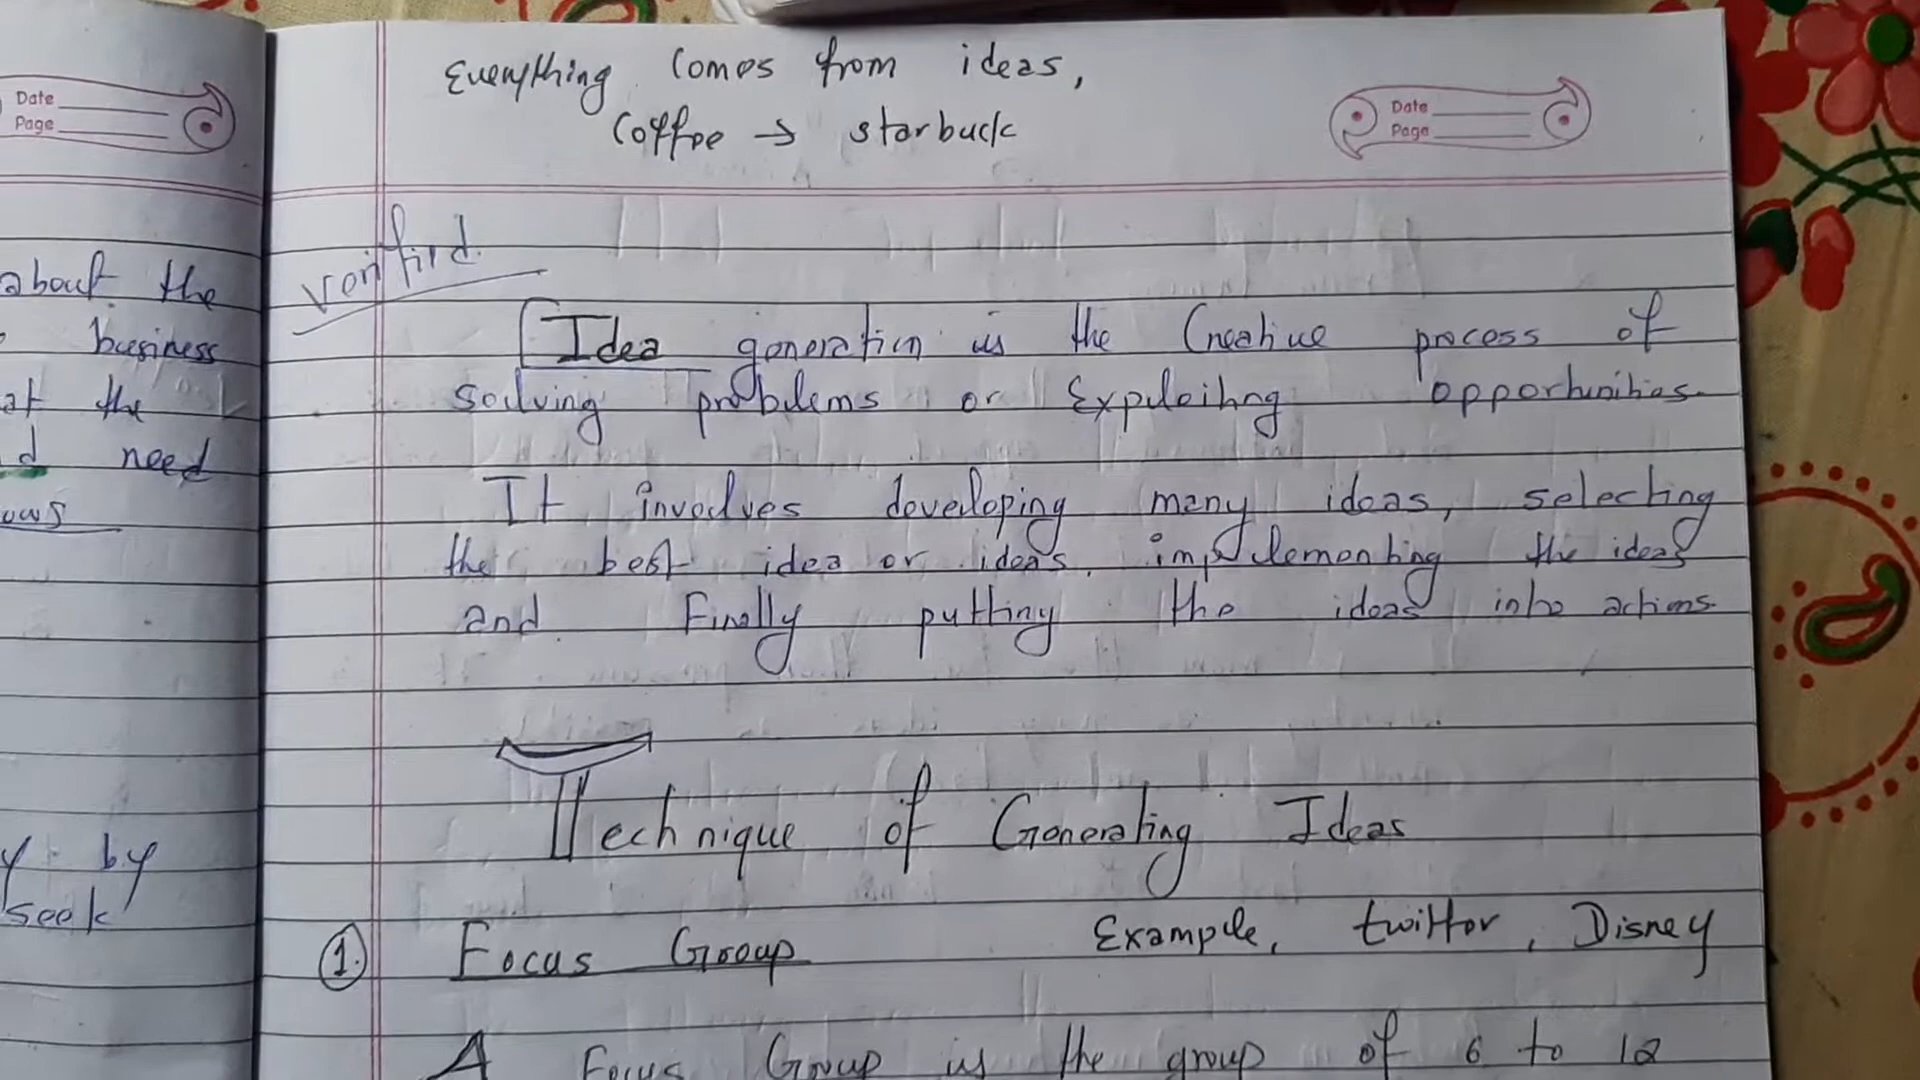 Date
Page
about the
business
at the
d need
ows
y by
seek
Everything comes from ideas,
Coffee → starbuck
Date
Page
Idea generation is the Creative process of
solving problems or Exploiting opportunities
It involves developing many ideas, selecting
the best idea or ideas, implementing the ideas
and Finally putting the ideas into actions
Technique of Generating Ideas
1. Focus Group Example, twitter, Disney
A Focus Group is the group of 6 to 12